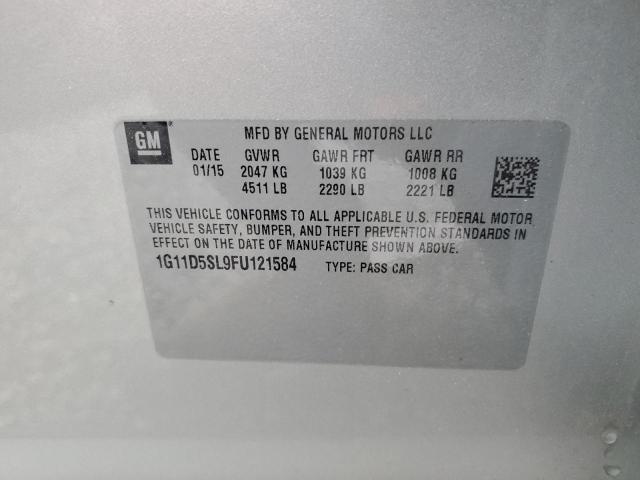 GM
MFD BY GENERAL MOTORS LLC
DATE GVWR GAWR FRT GAWR RR
01/15 2047 KG 1039 KG 1008 KG
4511 LB 2290 LB 2221 LB
THIS VEHICLE CONFORMS TO ALL APPLICABLE U.S. FEDERAL MOTOR
VEHICLE SAFETY, BUMPER, AND THEFT PREVENTION STANDARDS IN
EFFECT ON THE DATE OF MANUFACTURE SHOWN ABOVE.
1G11D5SL9FU121584 TYPE: PASS CAR